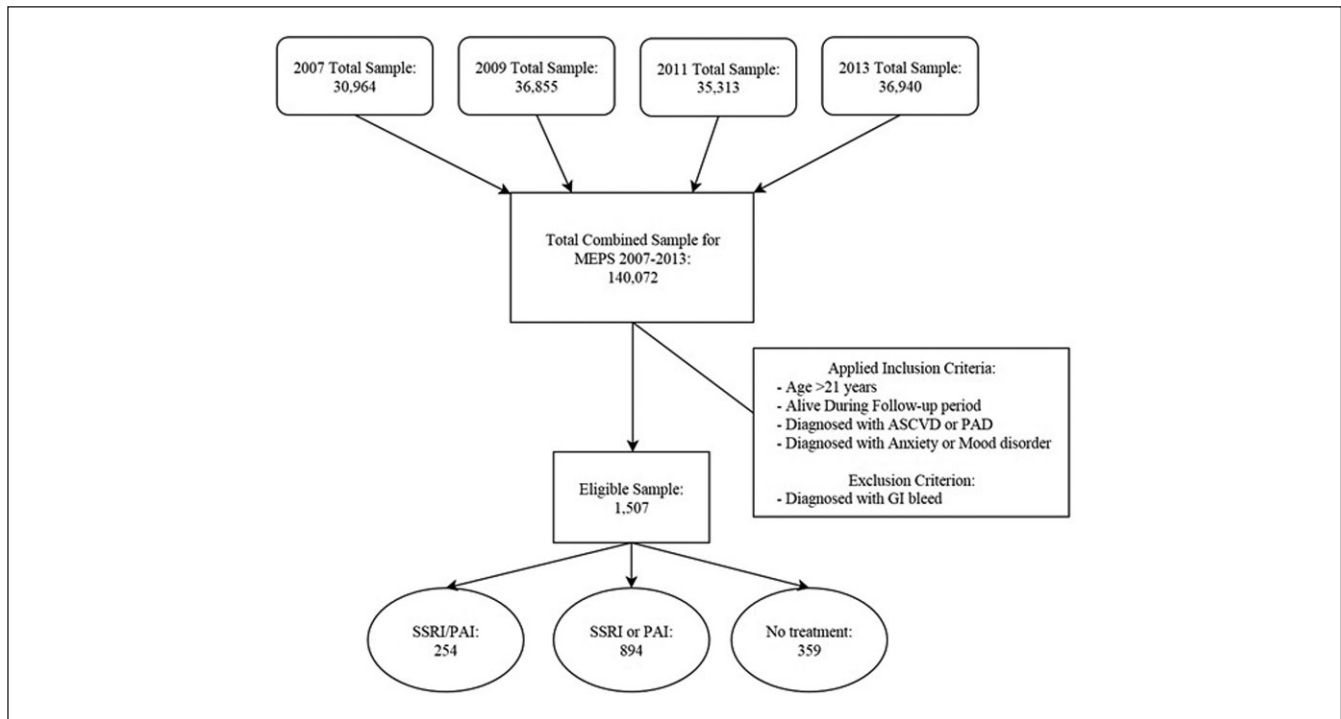 2007 Total Sample:
30,964
2009 Total Sample:
36,855
2011 Total Sample:
35,313
2013 Total Sample:
36,940
Total Combined Sample for
MEPS 2007-2013:
140,072
Applied Inclusion Criteria:
- Age >21 years
- Alive During Follow-up period
- Diagnosed with ASCVD or PAD
- Diagnosed with Anxiety or Mood disorder
Exclusion Criterion:
- Diagnosed with GI bleed
Eligible Sample:
1,507
SSRI/PAI:
254
SSRI or PAI:
894
No treatment:
359